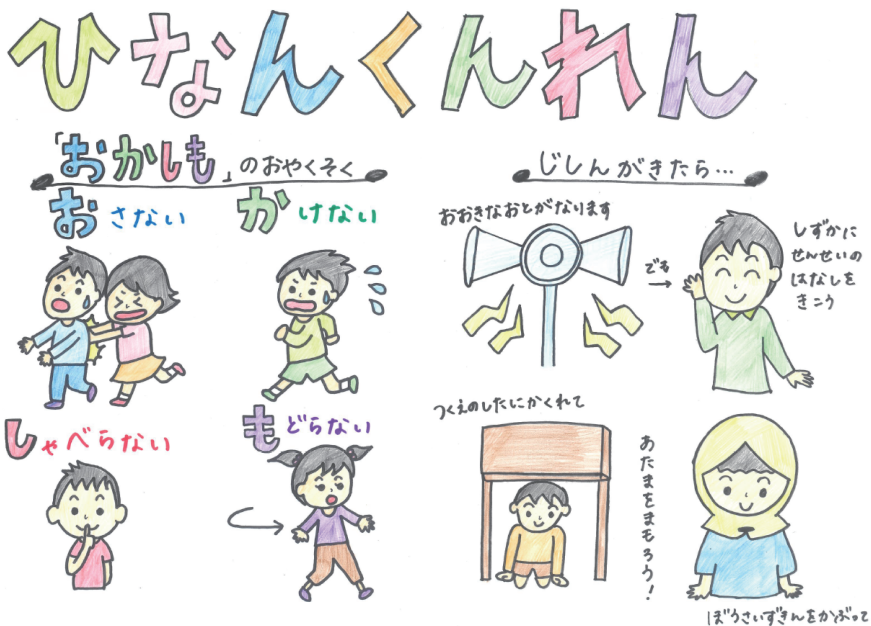 ひなんくんれん
「おかしも」のおやくそく
おさない
かけない
しゃべらない
もどらない
じしんがきたら…
おおきなおとがなります
でも
→
しずかに
せんせいの
はなしを
きこう
つくえのしたにかくれて
あたまをまもろう!
ぼうさいずきんをかぶって